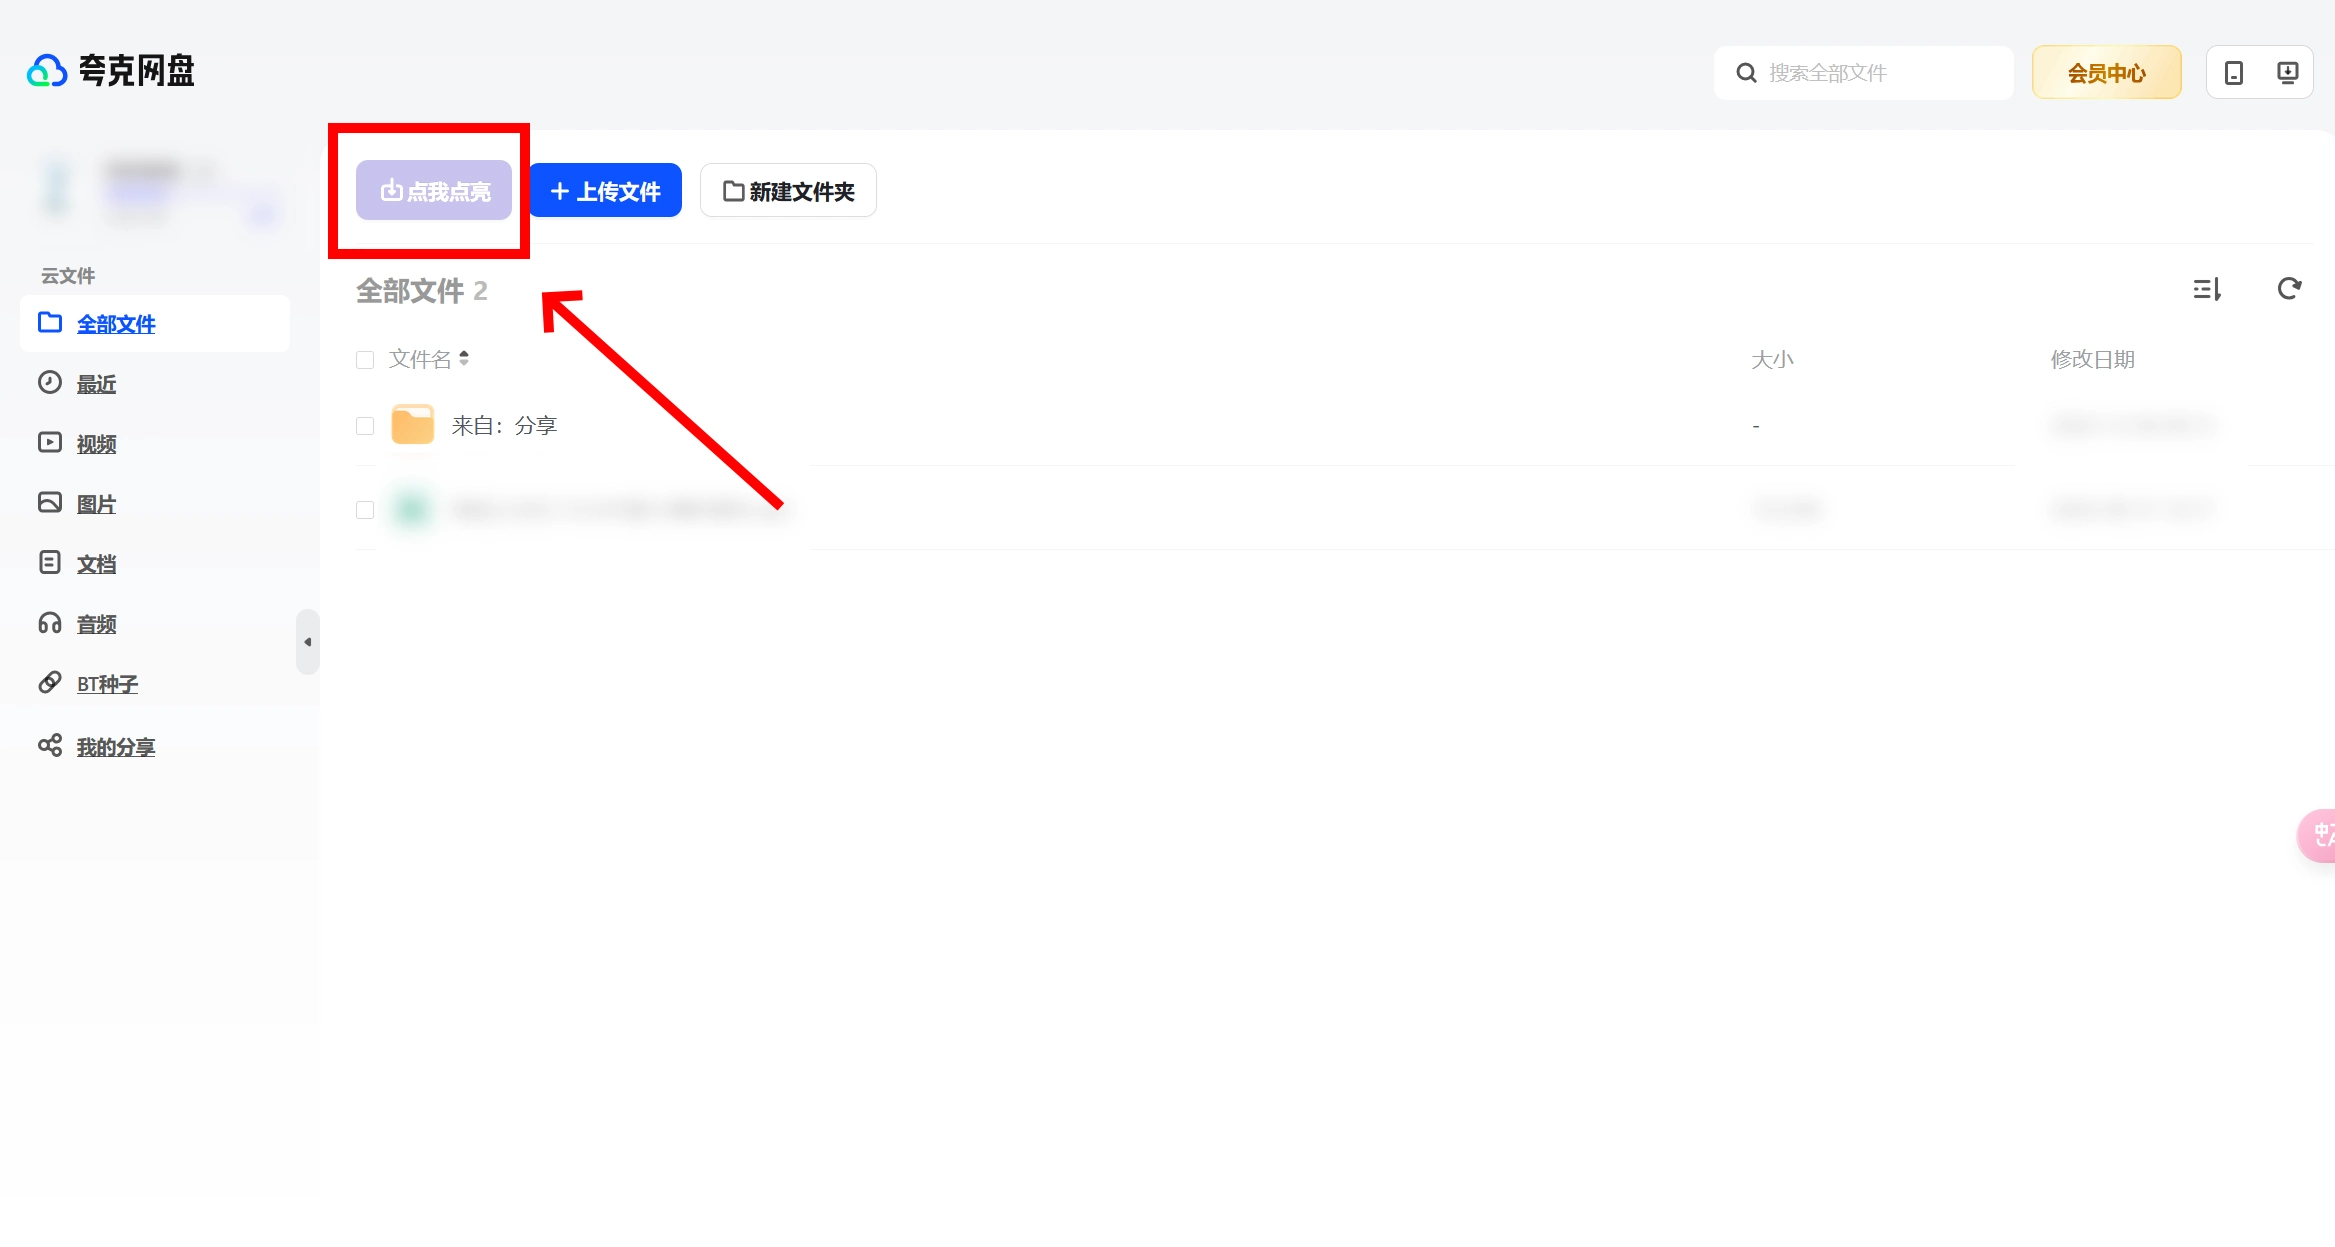 夸克网盘
搜索全部文件
会员中心
点我点亮
上传文件
新建文件夹
云文件
全部文件
最近
视频
图片
文档
音频
BT种子
我的分享
全部文件 2
文件名
大小
修改日期
来自：分享
-